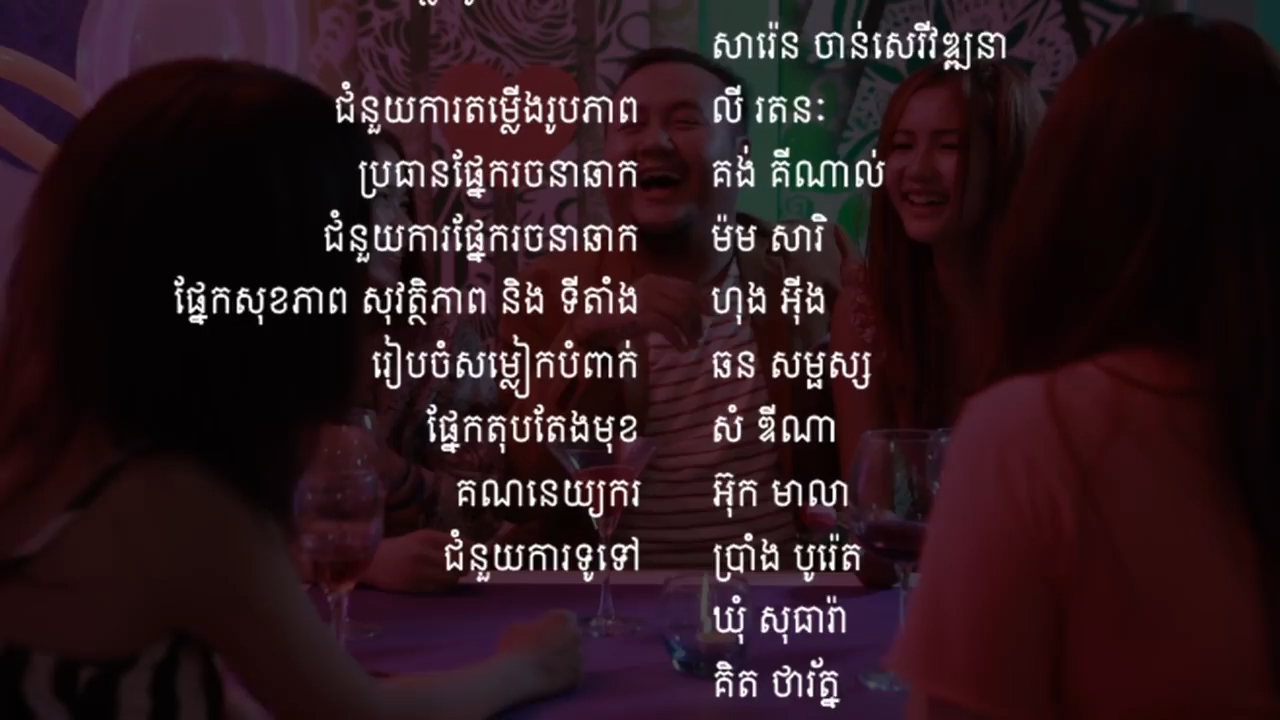 សារ៉េន ចាន់សេរីវឌ្ឍនា
ជំនួយការតម្លើងរូបភាព លី រតនៈ
ប្រធានផ្នែករចនាឆាក គង់ គីណាល់
ជំនួយការផ្នែករចនាឆាក ម៉ម សារិ
ផ្នែកសុខភាព សុវត្ថិភាព និង ទីតាំង ហុង អ៊ីង
រៀបចំសម្លៀកបំពាក់ ឆន សម្ផស្ស
ផ្នែកតុបតែងមុខ សំ ឌីណា
គណនេយ្យករ អ៊ុក មាលា
ជំនួយការទូទៅ ប្រាំង បូរ៉េត
ឃុំ សុធារ៉ា
គិត ថារ័ត្ន